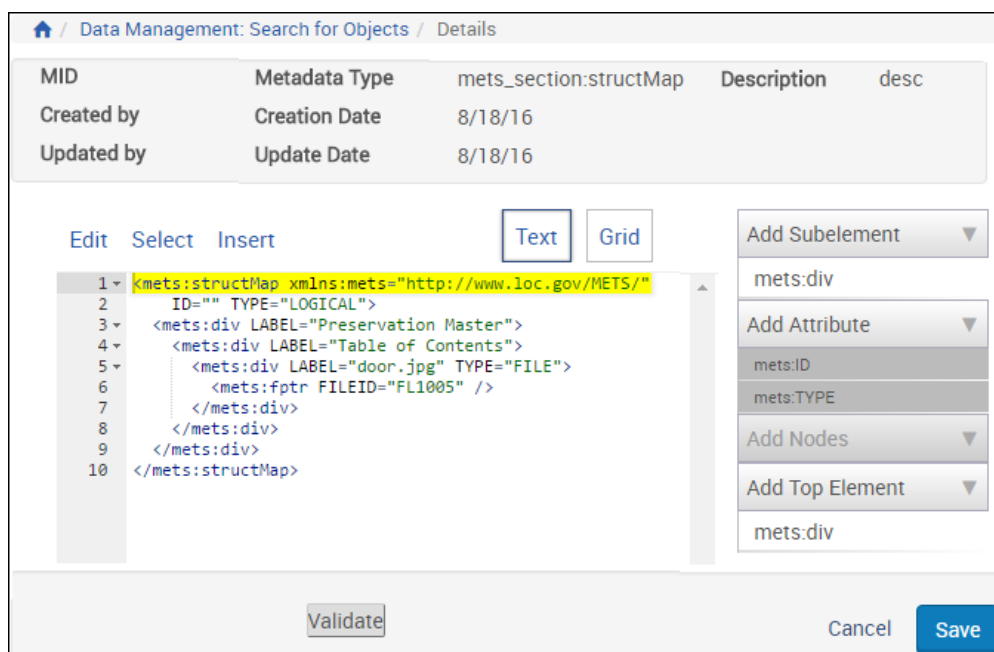 / Data Management: Search for Objects / Details
MID Metadata Type mets_section:structMap Description desc
Created by Creation Date 8/18/16
Updated by Update Date 8/18/16
Edit Select Insert Text Grid
1 <mets:structMap xmlns:mets="http://www.loc.gov/METS/"
2 ID="" TYPE="LOGICAL">
3 <mets:div LABEL="Preservation Master">
4 <mets:div LABEL="Table of Contents">
5 <mets:div LABEL="door.jpg" TYPE="FILE">
6 <mets:fptr FILEID="FL1005" />
7 </mets:div>
8 </mets:div>
9 </mets:div>
10 </mets:structMap>
Add Subelement
mets:div
Add Attribute
mets:ID
mets:TYPE
Add Nodes
Add Top Element
mets:div
Validate
Cancel Save